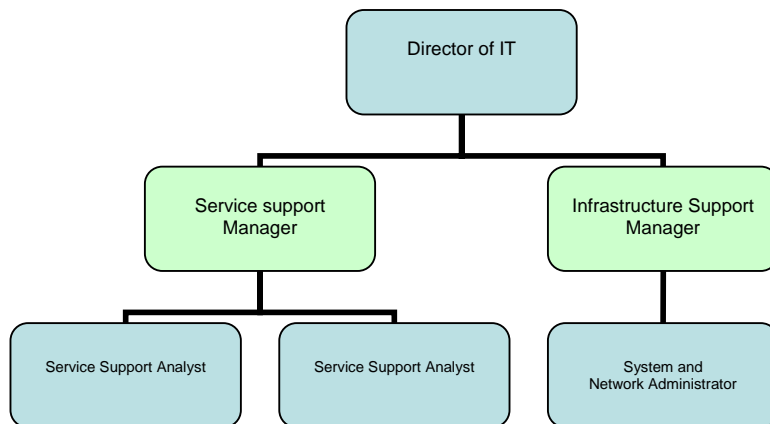 Director of IT
Service support
Manager
Infrastructure Support
Manager
Service Support Analyst
Service Support Analyst
System and
Network Administrator